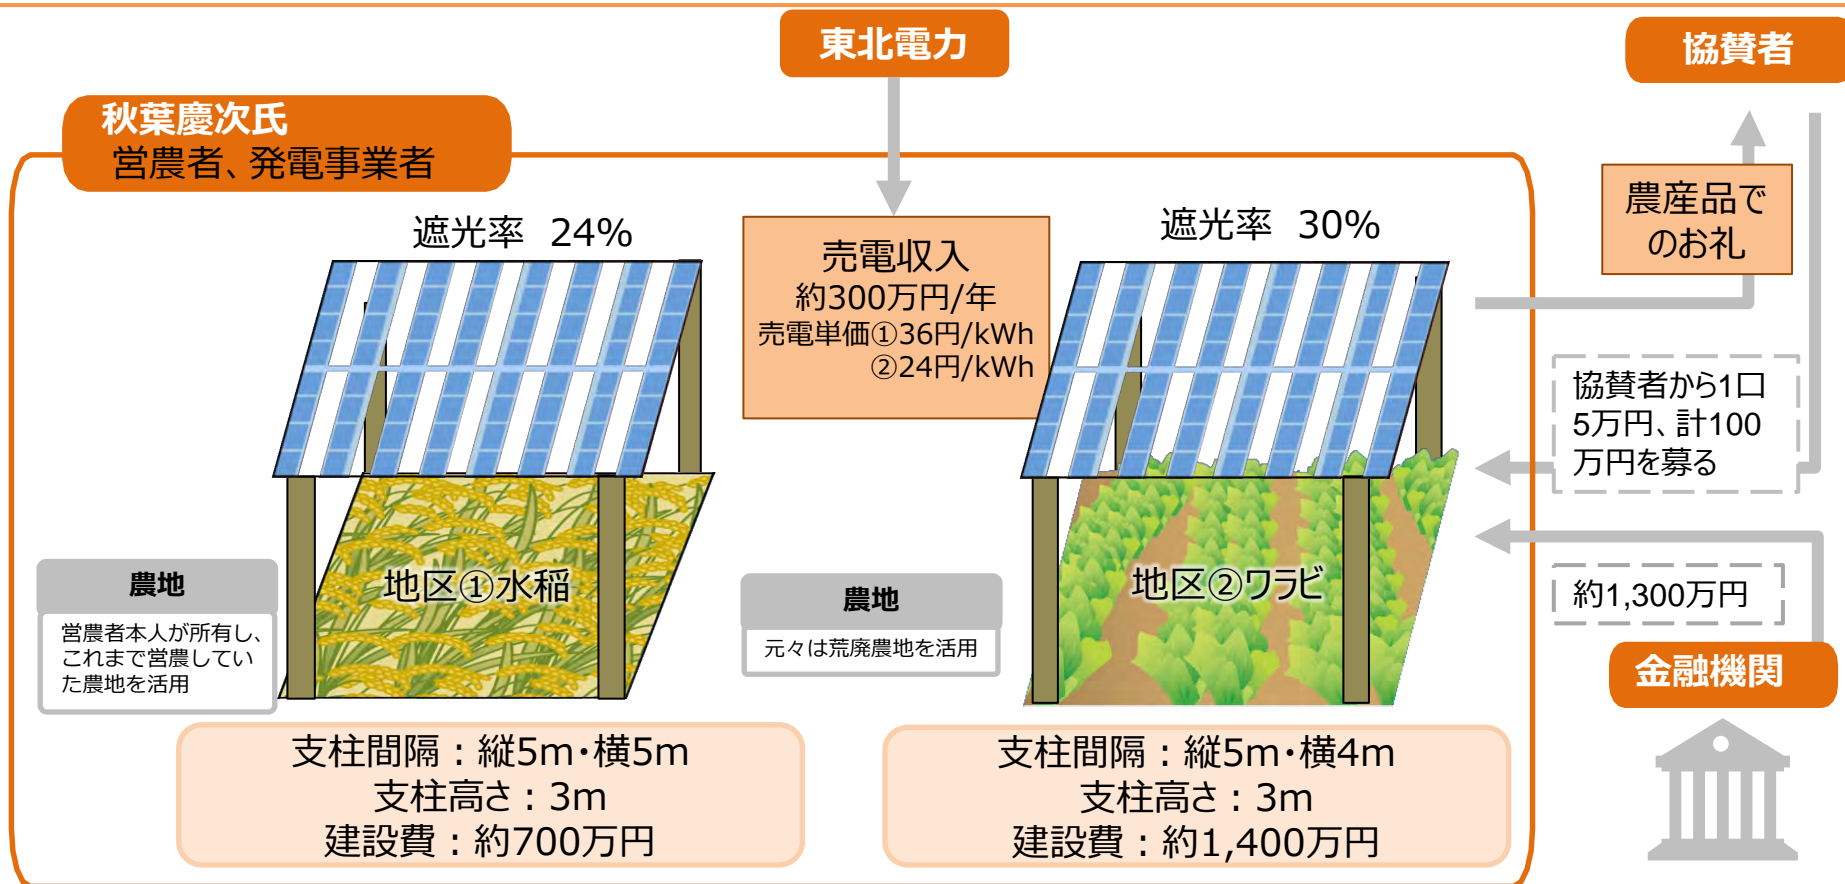 東北電力
協賛者
秋葉慶次氏
営農者、発電事業者
遮光率 24%
売電収入
約300万円/年
売電単価①36円/kWh
②24円/kWh
遮光率 30%
農産品で
のお礼
協賛者から1口
5万円、計100
万円を募る
農地
営農者本人が所有し、
これまで営農してい
た農地を活用
地区①水稲
農地
元々は荒廃農地を活用
地区②ワラビ
約1,300万円
金融機関
支柱間隔：縦5m・横5m
支柱高さ：3m
建設費：約700万円
支柱間隔：縦5m・横4m
支柱高さ：3m
建設費：約1,400万円